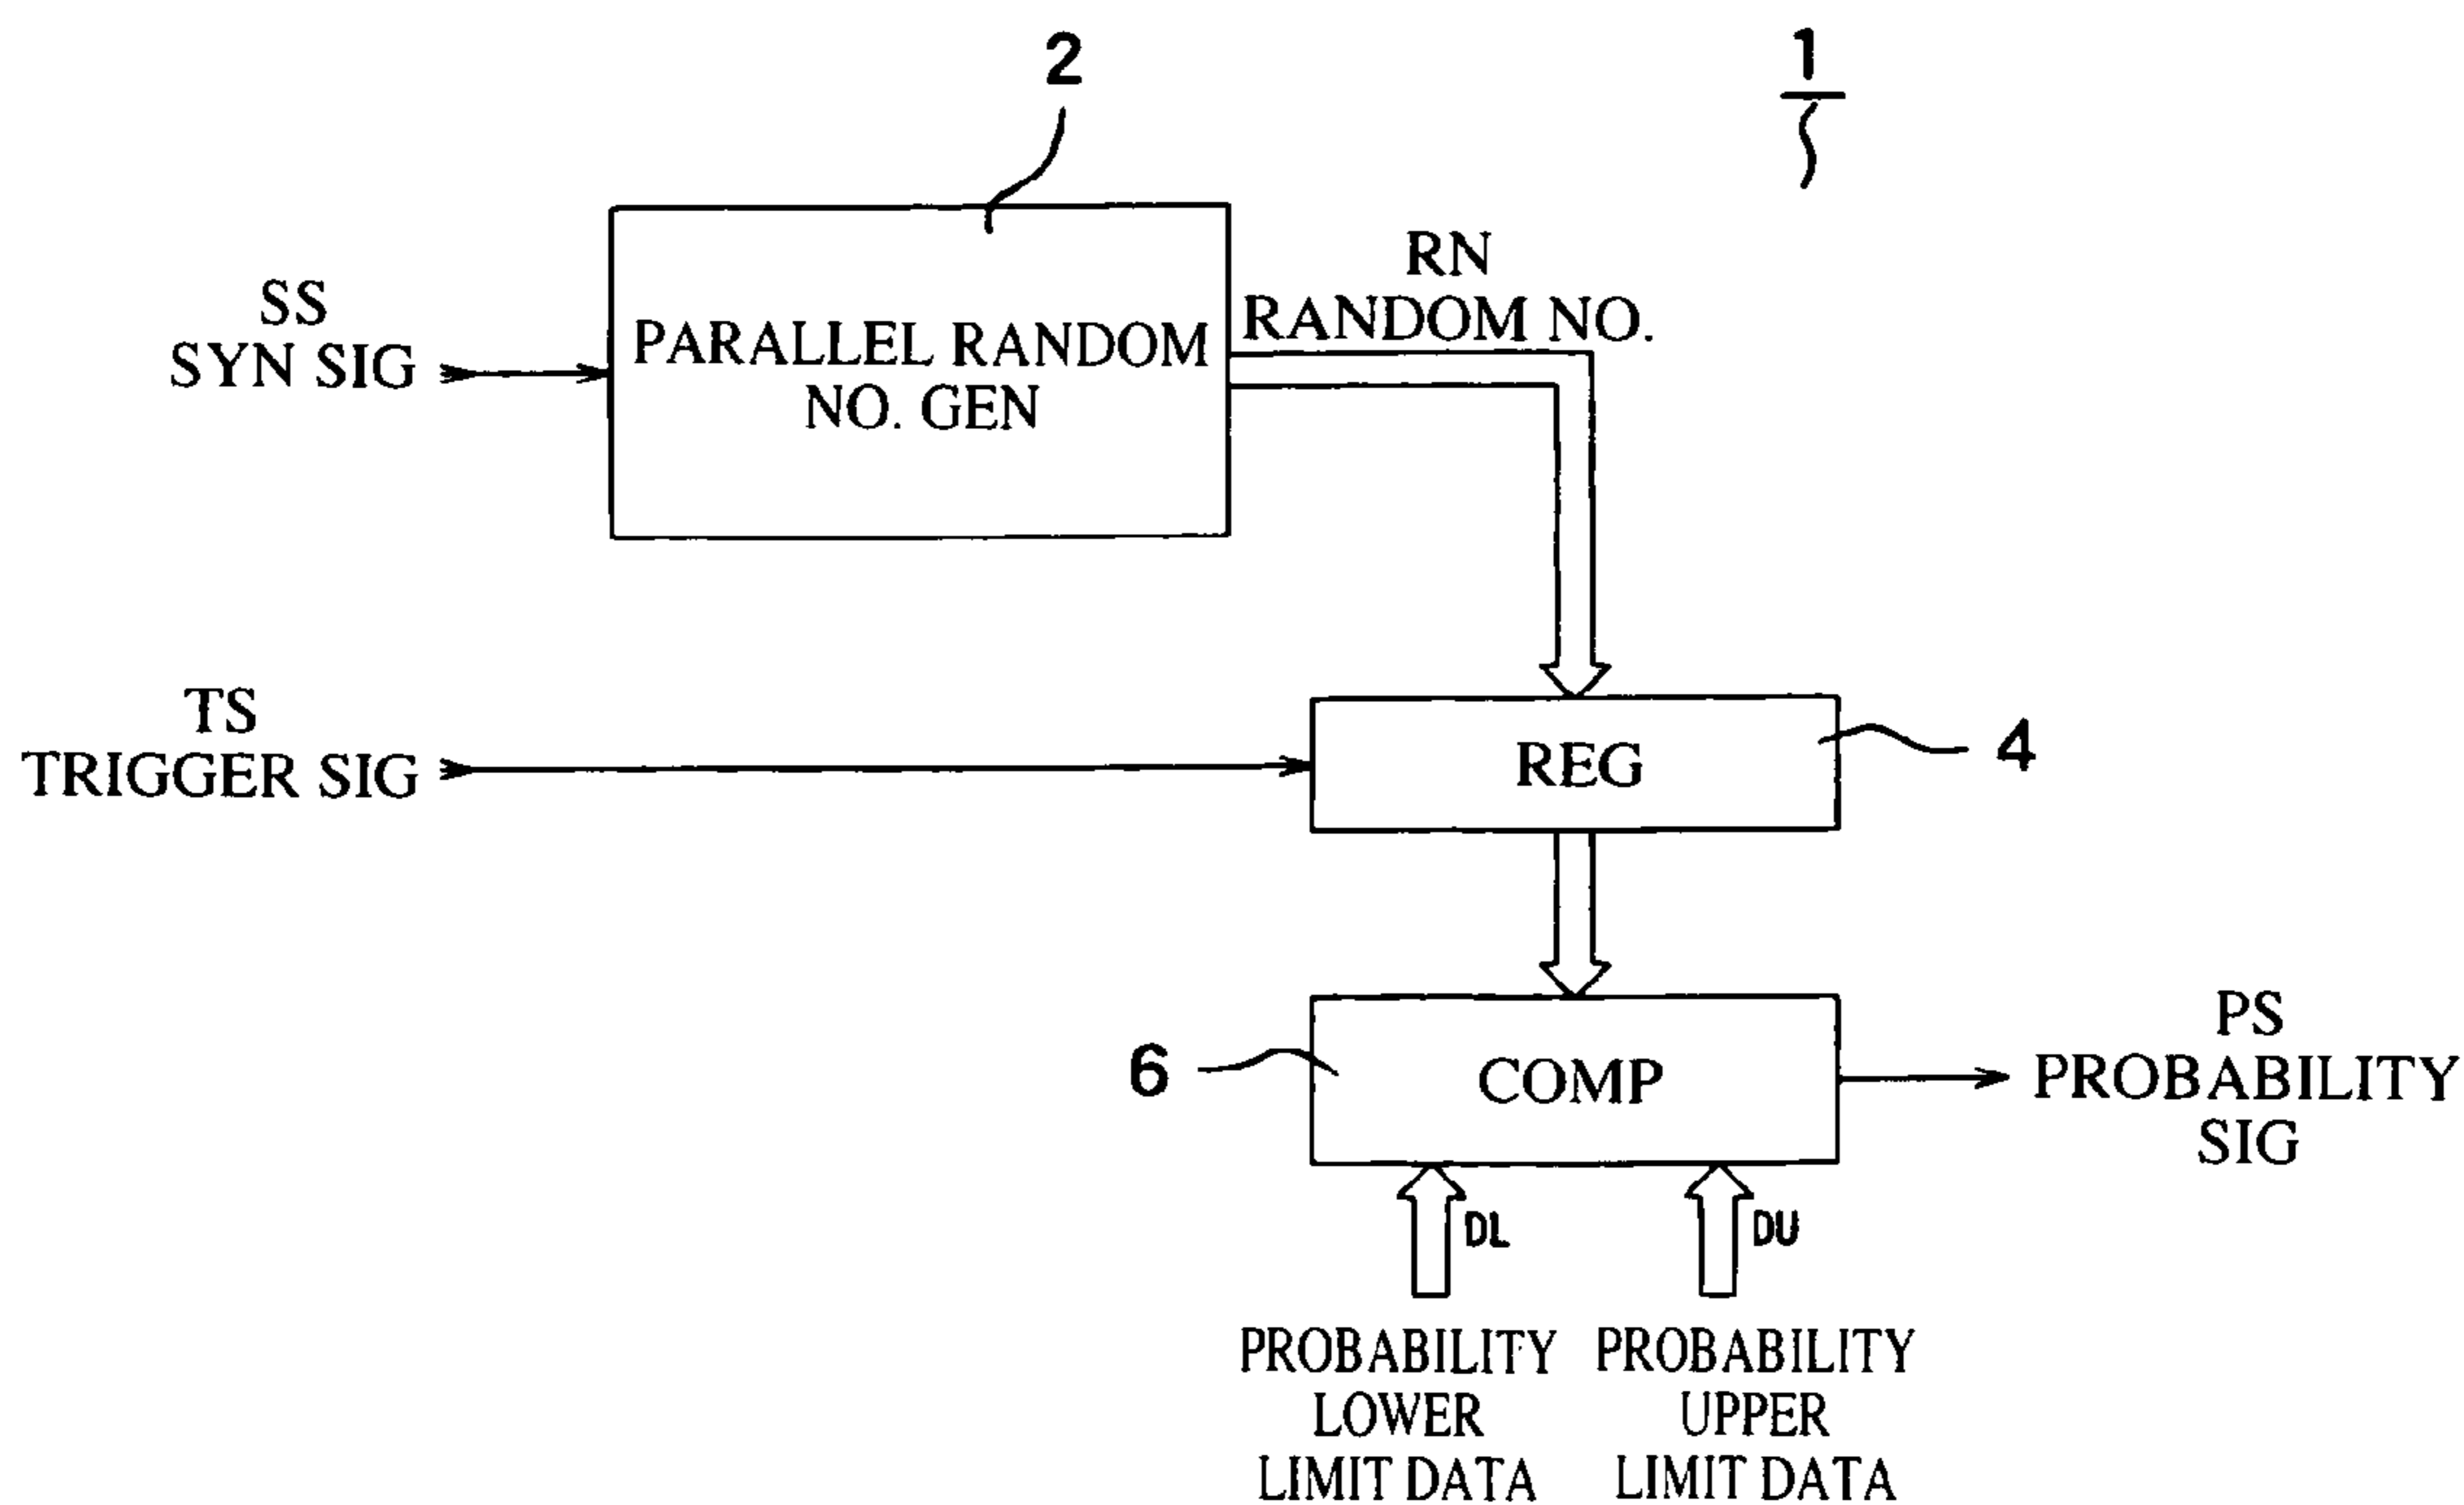 2
1
SS
SYN SIG
PARALLEL RANDOM
NO. GEN
RN
RANDOM NO.
TS
TRIGGER SIG
REG
4
6
COMP
PS
PROBABILITY
SIG
DL
DU
PROBABILITY
LOWER
LIMIT DATA
PROBABILITY
UPPER
LIMIT DATA